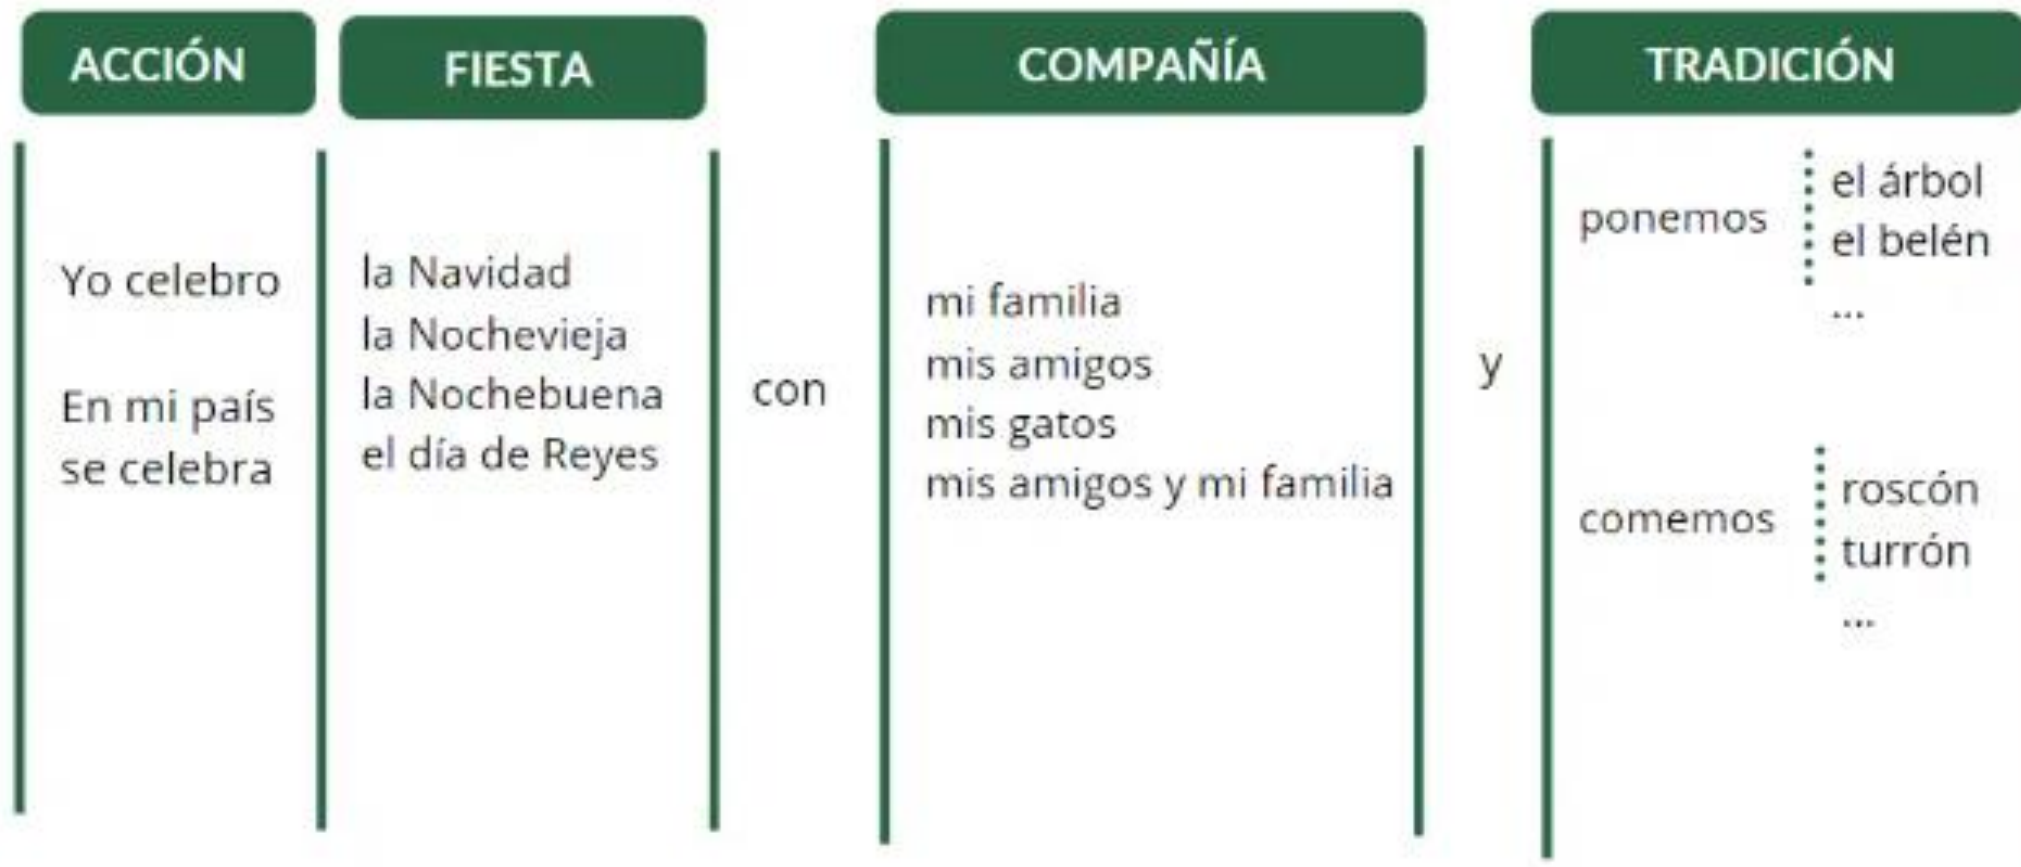 ACCIÓN
FIESTA
COMPAÑÍA
TRADICIÓN
Yo celebro
En mi país
se celebra
la Navidad
la Nochevieja
la Nochebuena
el día de Reyes
con
mi familia
mis amigos
mis gatos
mis amigos y mi familia
y
ponemos
el árbol
el belén
...
comemos
roscón
turrón
...